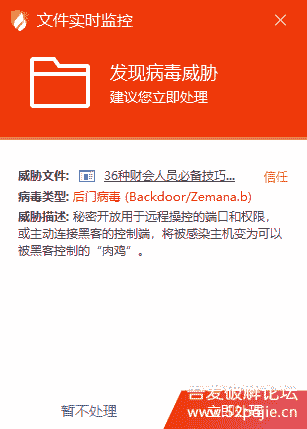 文件实时监控
发现病毒威胁
建议您立即处理
威胁文件: 36种财会人员必备技巧... 信任
病毒类型: 后门病毒 (Backdoor/Zemana.b)
威胁描述: 秘密开放用于远程操控的端口和权限，
或主动连接黑客的控制端，将被感染主机变为可以
被黑客控制的“肉鸡”。
吾爱破解论坛
暂不处理 立即处理
www.52pojie.cn